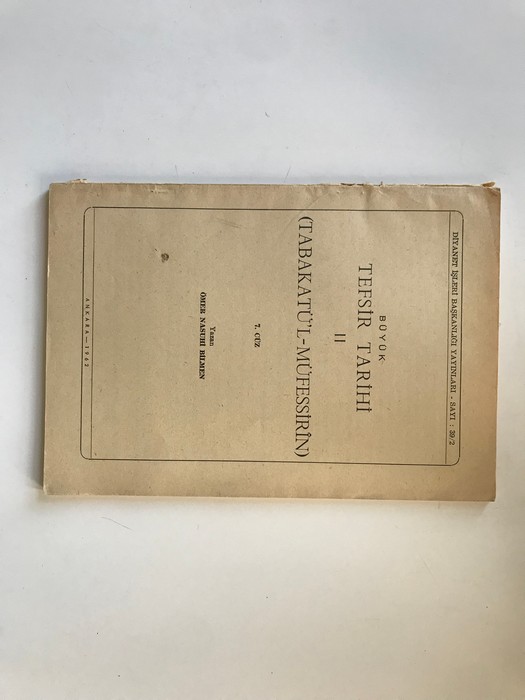 DİYANET İŞLERİ BAŞKANLIĞI YAYINLARI - SAYI : 39/2
BÜYÜK
TEFSİR TARİHİ
II
(TABAKATÜ'L-MÜFESSİRÎN)
7. CÜZ
Yazan
ÖMER NASUHİ BİLMEN
ANKARA — 1962